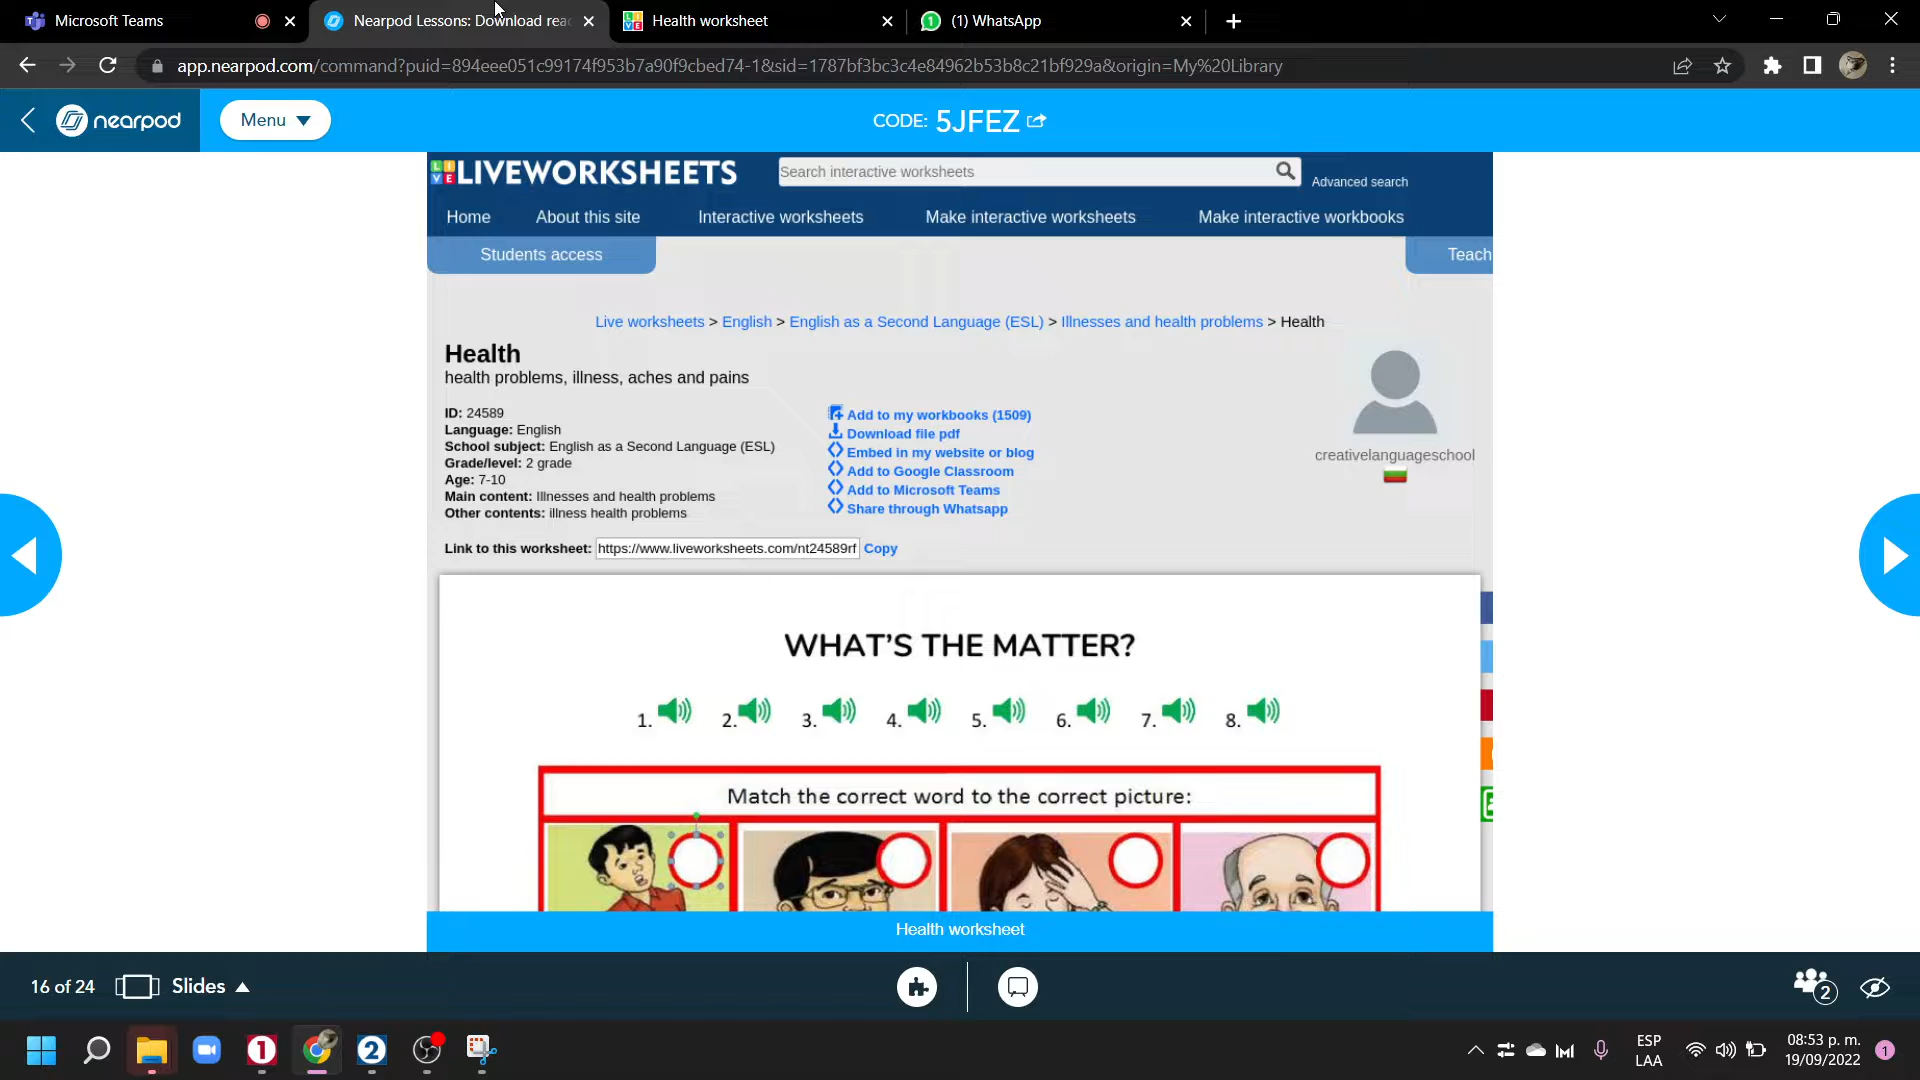 Microsoft Teams
Nearpod Lessons: Download rea
Health worksheet
(1) WhatsApp
app.nearpod.com/command?puid=894eee051c99174f953b7a90f9cbed74-1&sid=1787bf3bc3c4e84962b53b8c21bf929a&origin=My%20Library
nearpod
Menu
CODE: 5JFEZ
LIVE
LIVEWORKSHEETS
Search interactive worksheets
Advanced search
Home
About this site
Interactive worksheets
Make interactive worksheets
Make interactive workbooks
Students access
Teach
Live worksheets > English > English as a Second Language (ESL) > Illnesses and health problems > Health
Health
health problems, illness, aches and pains
ID: 24589
Language: English
School subject: English as a Second Language (ESL)
Grade/level: 2 grade
Age: 7-10
Main content: Illnesses and health problems
Other contents: illness health problems
Add to my workbooks (1509)
Download file pdf
Embed in my website or blog
Add to Google Classroom
Add to Microsoft Teams
Share through Whatsapp
creativelanguageschool
Link to this worksheet: https://www.liveworksheets.com/nt24589rf Copy
WHAT'S THE MATTER?
1. 2. 3. 4. 5. 6. 7. 8.
Match the correct word to the correct picture:
Health worksheet
16 of 24
Slides
2
1
2
ESP
LAA
08:53 p. m.
19/09/2022
1